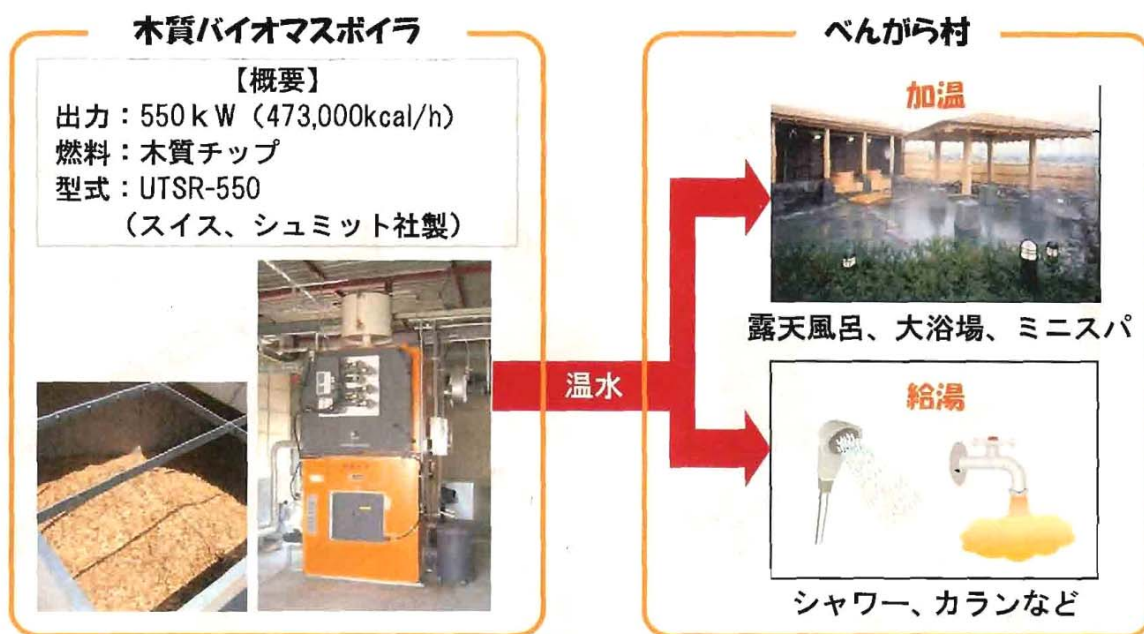 木質バイオマスボイラ
【概要】
出力：550ｋW（473,000kcal/h）
燃料：木質チップ
型式：UTSR-550
（スイス、シュミット社製）
温水
べんがら村
加温
露天風呂、大浴場、ミニスパ
給湯
シャワー、カランなど